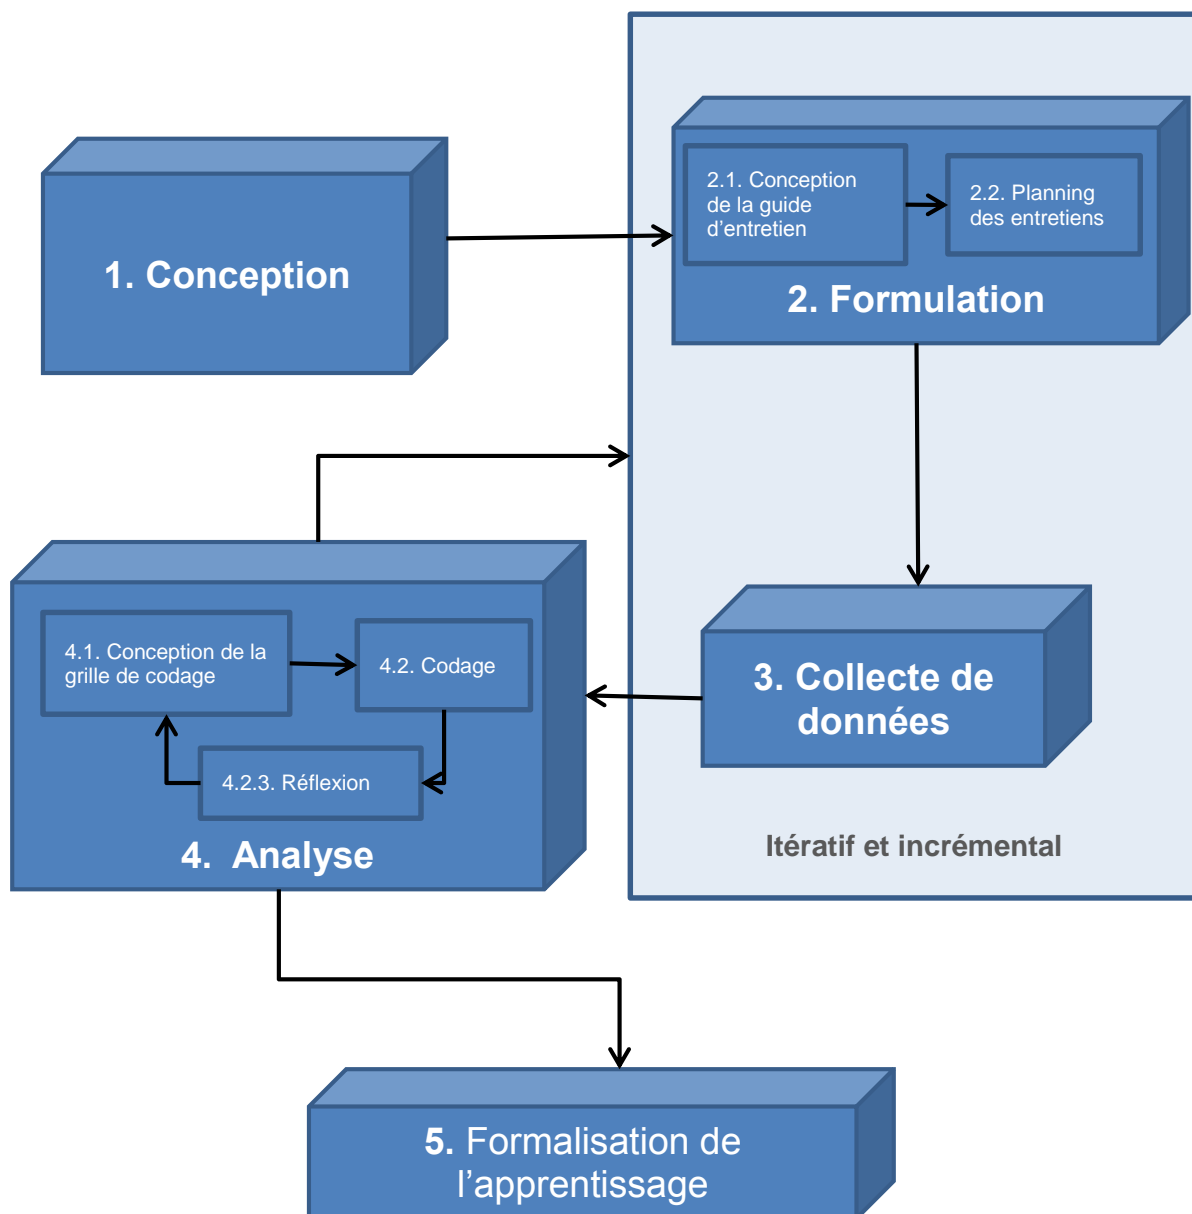 1. Conception
2.1. Conception
de la guide
d’entretien
2.2. Planning
des entretiens
2. Formulation
3. Collecte de
données
Itératif et incrémental
4.1. Conception de la
grille de codage
4.2. Codage
4.2.3. Réflexion
4. Analyse
5. Formalisation de
l’apprentissage